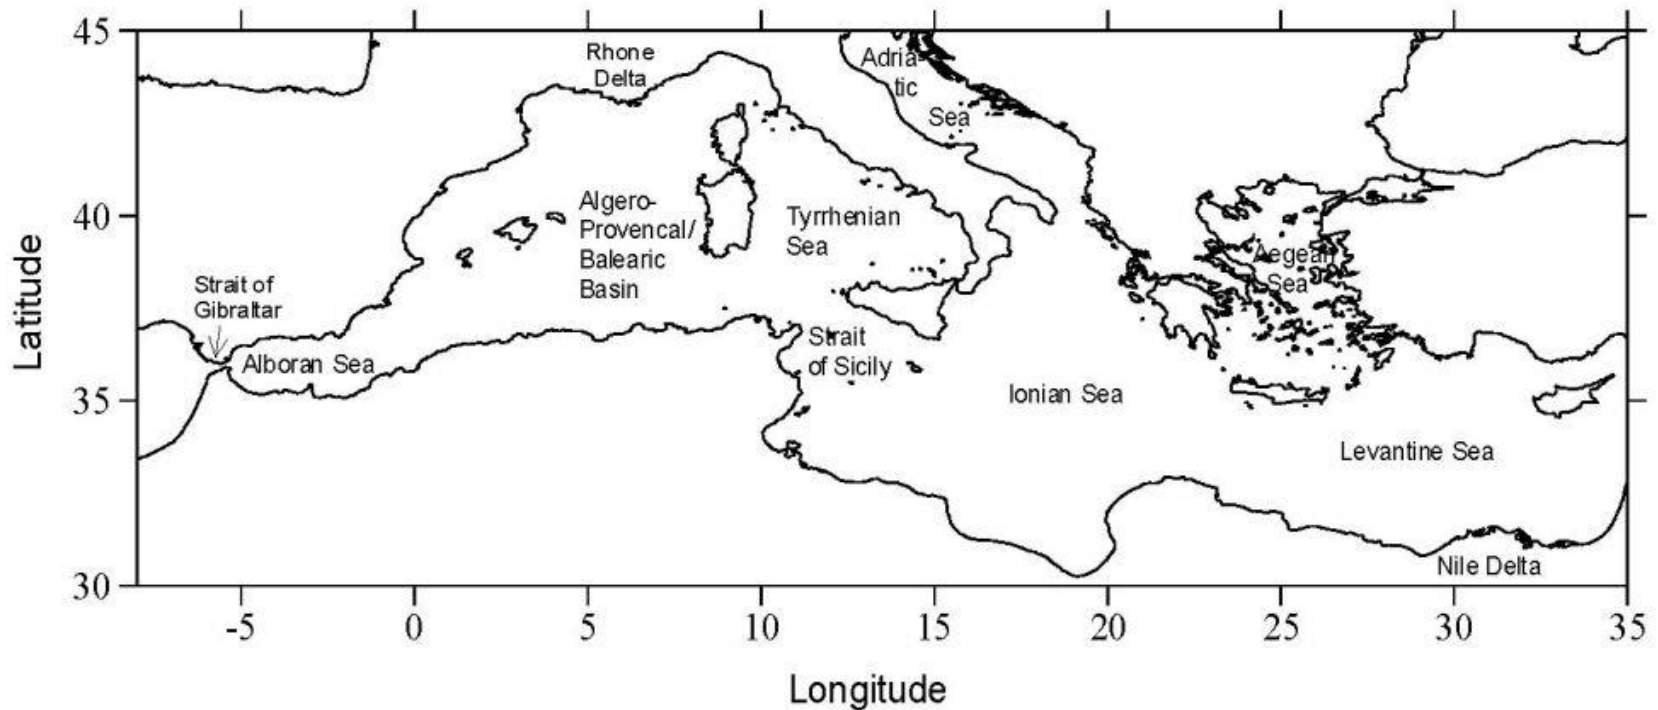 45
40
35
30
Latitude
Rhone
Delta
Adria-
tic
Sea
Algero-
Provencal/
Balearic
Basin
Tyrrhenian
Sea
Aegean
Sea
Strait of
Gibraltar
Alboran Sea
Strait
of Sicily
Ionian Sea
Levantine Sea
Nile Delta
-5 0 5 10 15 20 25 30 35
Longitude